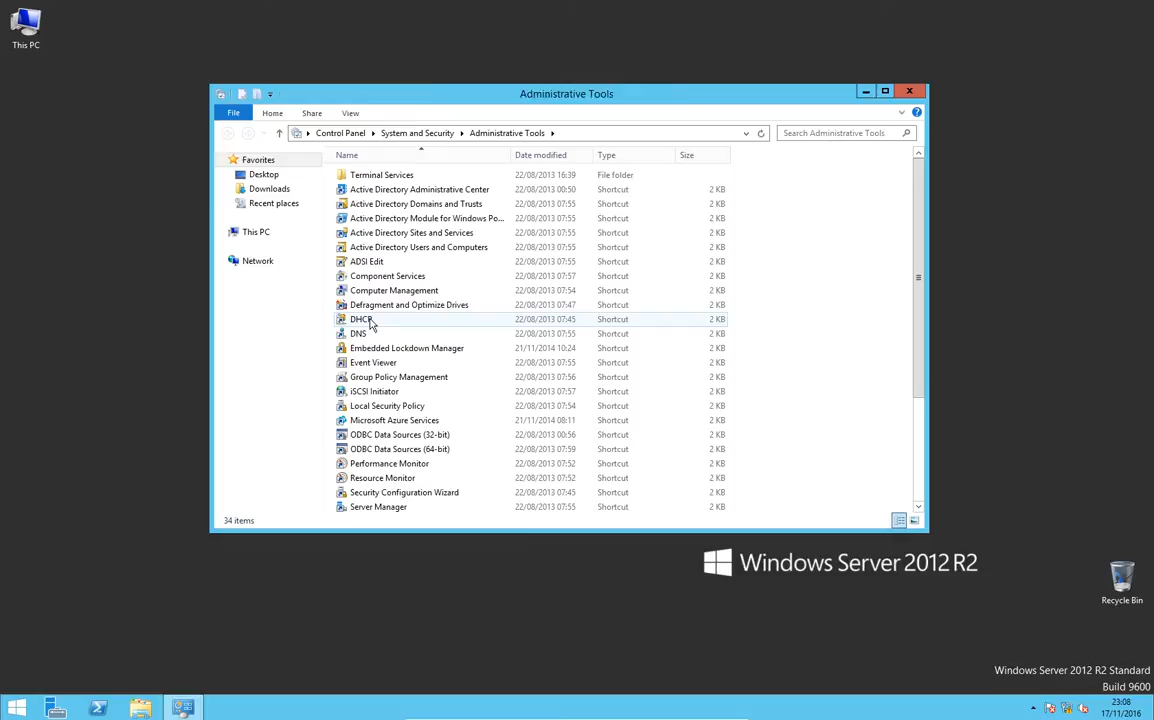 This PC
Administrative Tools
File Home Share View
Control Panel System and Security Administrative Tools Search Administrative Tools
Name Date modified Type Size
Favorites
Desktop
Downloads
Recent places
This PC
Network
Terminal Services 22/08/2013 16:39 File folder
Active Directory Administrative Center 22/08/2013 00:50 Shortcut 2 KB
Active Directory Domains and Trusts 22/08/2013 07:55 Shortcut 2 KB
Active Directory Module for Windows Po... 22/08/2013 07:55 Shortcut 2 KB
Active Directory Sites and Services 22/08/2013 07:55 Shortcut 2 KB
Active Directory Users and Computers 22/08/2013 07:55 Shortcut 2 KB
ADSI Edit 22/08/2013 07:55 Shortcut 2 KB
Component Services 22/08/2013 07:57 Shortcut 2 KB
Computer Management 22/08/2013 07:54 Shortcut 2 KB
Defragment and Optimize Drives 22/08/2013 07:47 Shortcut 2 KB
DHCP 22/08/2013 07:45 Shortcut 2 KB
DNS 22/08/2013 07:55 Shortcut 2 KB
Embedded Lockdown Manager 21/11/2014 10:24 Shortcut 2 KB
Event Viewer 22/08/2013 07:55 Shortcut 2 KB
Group Policy Management 22/08/2013 07:56 Shortcut 2 KB
iSCSI Initiator 22/08/2013 07:57 Shortcut 2 KB
Local Security Policy 22/08/2013 07:54 Shortcut 2 KB
Microsoft Azure Services 21/11/2014 08:11 Shortcut 2 KB
ODBC Data Sources (32-bit) 22/08/2013 00:56 Shortcut 2 KB
ODBC Data Sources (64-bit) 22/08/2013 07:59 Shortcut 2 KB
Performance Monitor 22/08/2013 07:52 Shortcut 2 KB
Resource Monitor 22/08/2013 07:52 Shortcut 2 KB
Security Configuration Wizard 22/08/2013 07:45 Shortcut 2 KB
Server Manager 22/08/2013 07:55 Shortcut 2 KB
34 items
Windows Server 2012 R2
Recycle Bin
Windows Server 2012 R2 Standard
Build 9600
23:08
17/11/2016